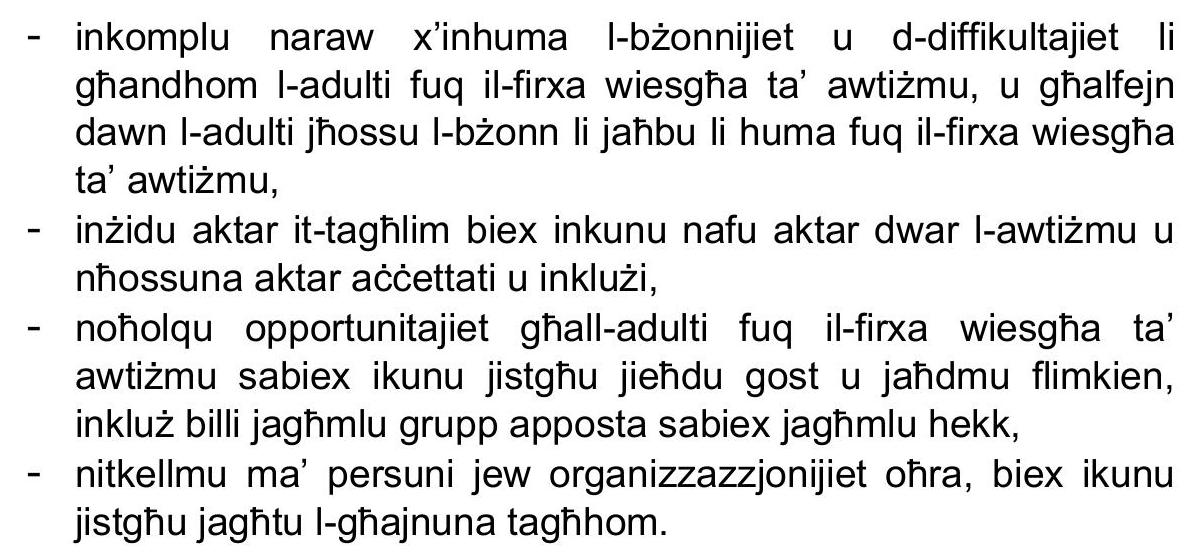 - inkomplu naraw x’inhuma l-bżonnijiet u d-diffikultajiet li
għandhom l-adulti fuq il-firxa wiesgħa ta’ awtiżmu, u għalfejn
dawn l-adulti jħossu l-bżonn li jaħbu li huma fuq il-firxa wiesgħa
ta’ awtiżmu,
- inżidu aktar it-tagħlim biex inkunu nafu aktar dwar l-awtiżmu u
nħossuna aktar aċċettati u inklużi,
- noħolqu opportunitajiet għall-adulti fuq il-firxa wiesgħa ta’
awtiżmu sabiex ikunu jistgħu jieħdu gost u jaħdmu flimkien,
inkluż billi jagħmlu grupp apposta sabiex jagħmlu hekk,
- nitkellmu ma’ persuni jew organizzazzjonijiet oħra, biex ikunu
jistgħu jagħtu l-għajnuna tagħhom.